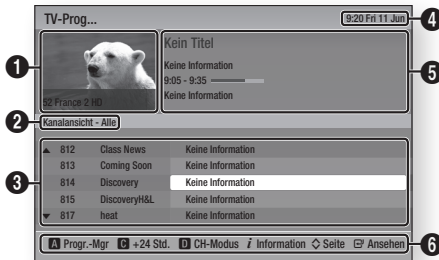 TV-Prog...
9:20 Fri 11 Jun
4
1
Kein Titel
Keine Information
9:05 - 9:35
Keine Information
5
52 France 2 HD
2
Kanalansicht - Alle
3
▲ 812 Class News Keine Information
813 Coming Soon Keine Information
814 Discovery Keine Information
815 DiscoveryH&L Keine Information
▼ 817 heat Keine Information
A Progr.-Mgr C +24 Std. D CH-Modus i Information Seite Ansehen
6